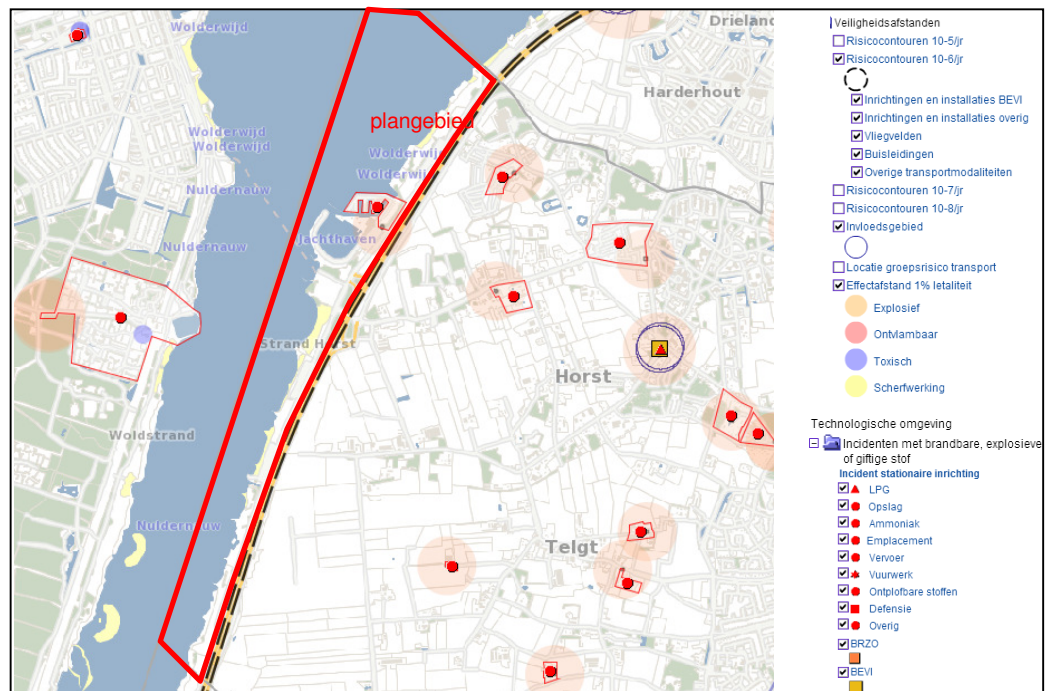 Wolderwijd
Drieland
Harderhout
plangebied
Wolderwijd
Wolderwijd
Wolderwij
Wolderwij
Nuldernauw
Jachthaven
Nuldernauw
Strand Horst
Horst
Woldstrand
Nuldernauw
Telgt
Veiligheidsafstanden
Risicocontouren 10-5/jr
Risicocontouren 10-6/jr
Inrichtingen en installaties BEVI
Inrichtingen en installaties overig
Vliegvelden
Buisleidingen
Overige transportmodaliteiten
Risicocontouren 10-7/jr
Risicocontouren 10-8/jr
Invloedsgebied
Locatie groepsrisico transport
Effectafstand 1% letaliteit
Explosief
Ontvlambaar
Toxisch
Scherfwerking
Technologische omgeving
Incidenten met brandbare, explosieve
of giftige stof
Incident stationaire inrichting
LPG
Opslag
Ammoniak
Emplacement
Vervoer
Vuurwerk
Ontplofbare stoffen
Defensie
Overig
BRZO
BEVI